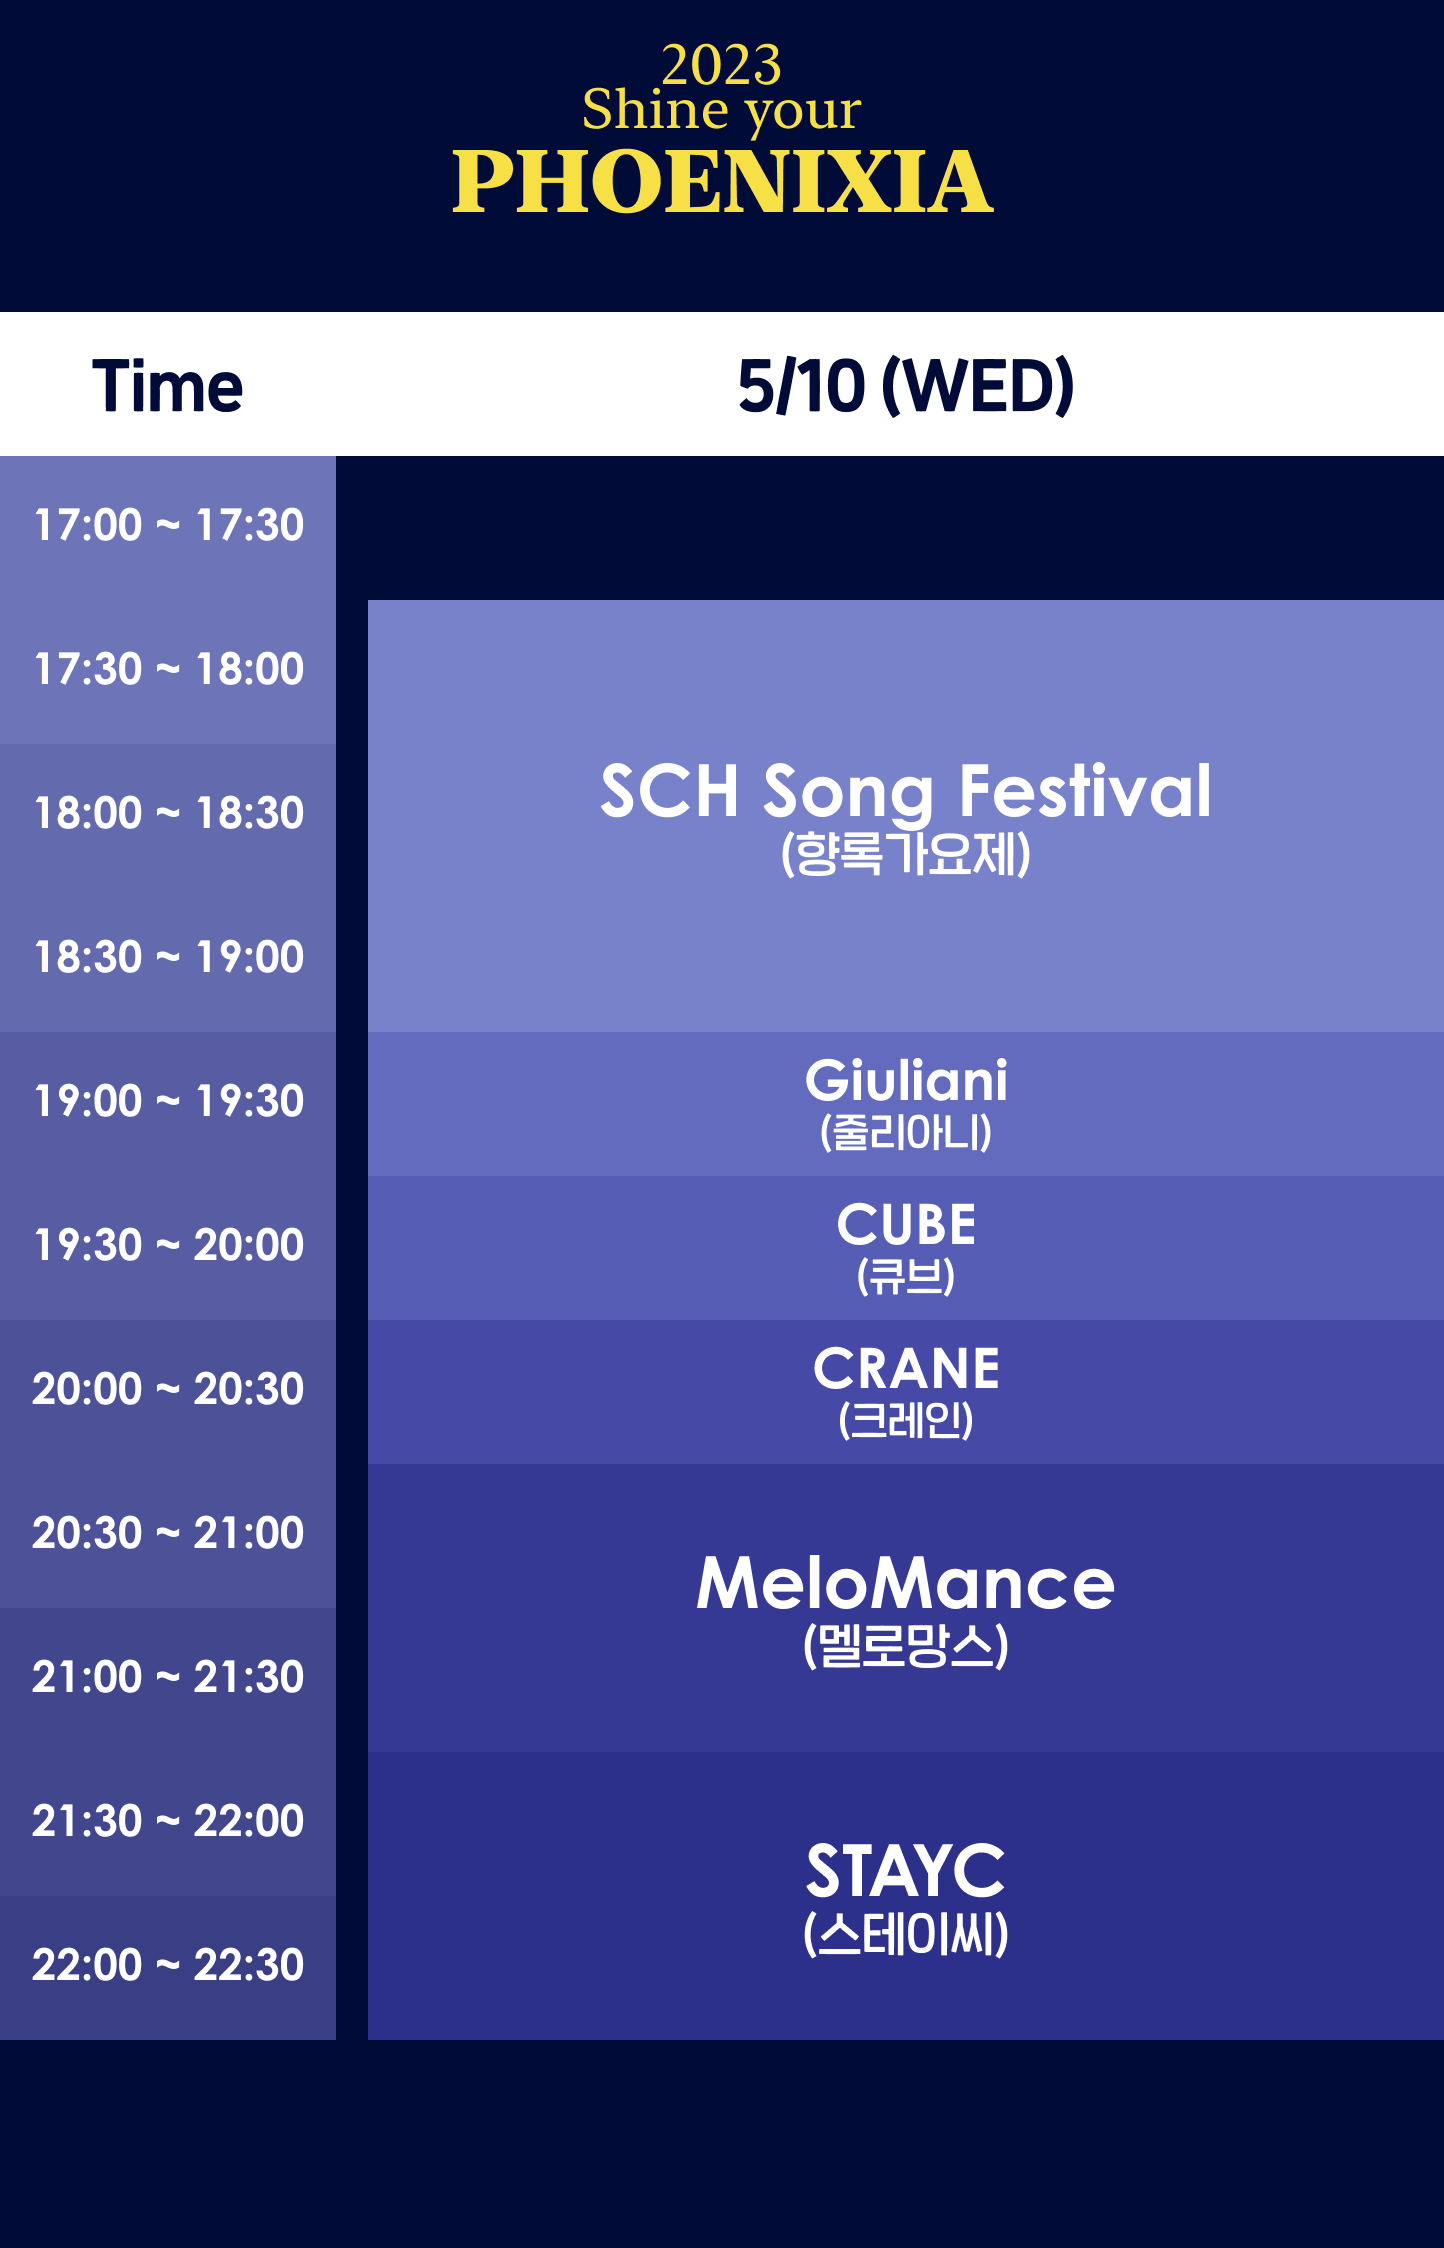 2023
Shine your
PHOENIXIA
Time
5/10 (WED)
17:00 ~ 17:30
17:30 ~ 18:00
18:00 ~ 18:30
18:30 ~ 19:00
SCH Song Festival
(향록가요제)
19:00 ~ 19:30
Giuliani
(줄리아니)
19:30 ~ 20:00
CUBE
(큐브)
20:00 ~ 20:30
CRANE
(크레인)
20:30 ~ 21:00
21:00 ~ 21:30
MeloMance
(멜로망스)
21:30 ~ 22:00
22:00 ~ 22:30
STAYC
(스테이씨)